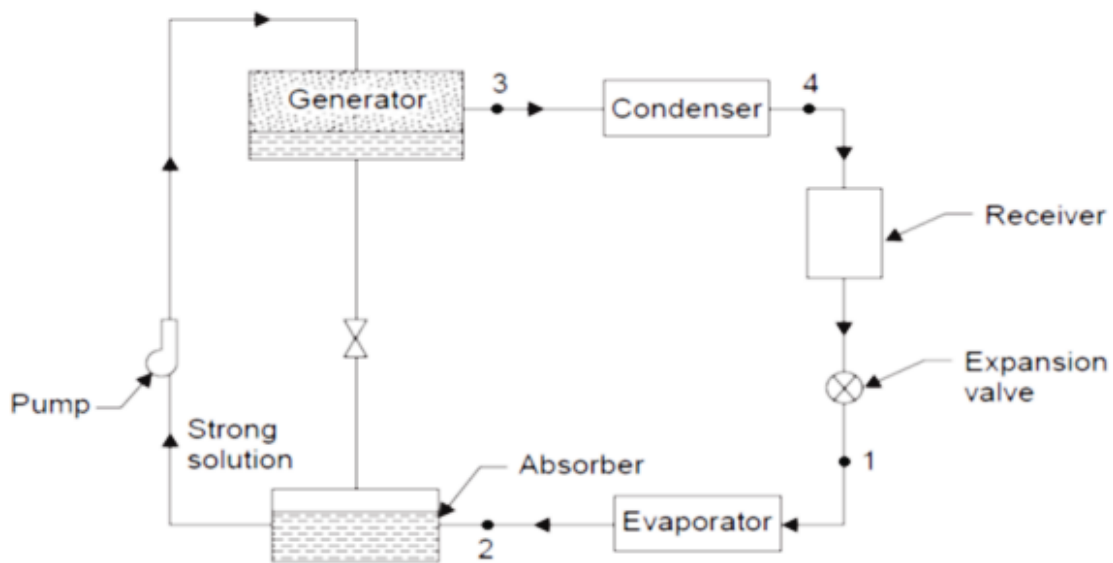 3
4
Generator
Condenser
Receiver
Expansion
valve
Pump
Strong
solution
Absorber
1
Evaporator
2